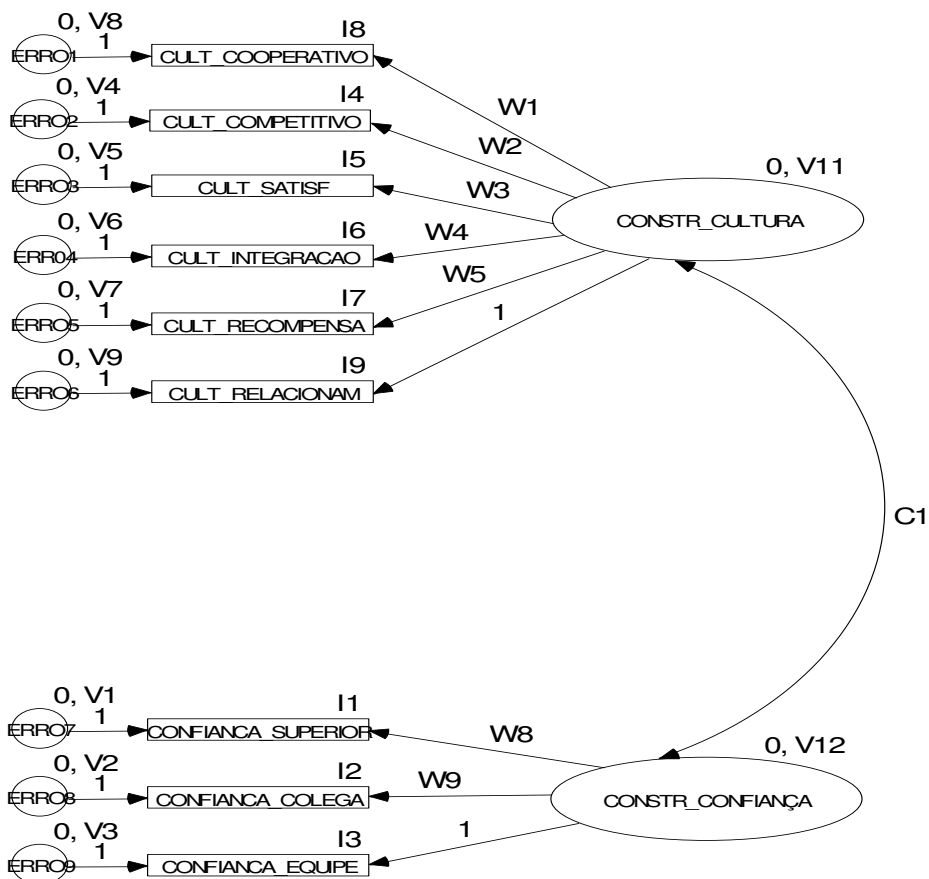 0, V8
1
I8
ERRO1
CULT_COOPERATIVO
W1
0, V4
1
I4
ERRO2
CULT_COMPETITIVO
W2
0, V5
1
I5
ERRO3
CULT_SATISF
W3
0, V11
CONSTR_CULTURA
0, V6
1
I6
ERRO4
CULT_INTEGRACAO
W4
0, V7
1
I7
ERRO5
CULT_RECOMPENSA
W5
0, V9
1
I9
ERRO6
CULT_RELACIONAM
1
C1
0, V1
1
I1
ERRO7
CONFIANCA_SUPERIOR
W8
0, V12
CONSTR_CONFIANÇA
0, V2
1
I2
ERRO8
CONFIANCA_COLEGA
W9
0, V3
1
I3
ERRO9
CONFIANCA_EQUIPE
1